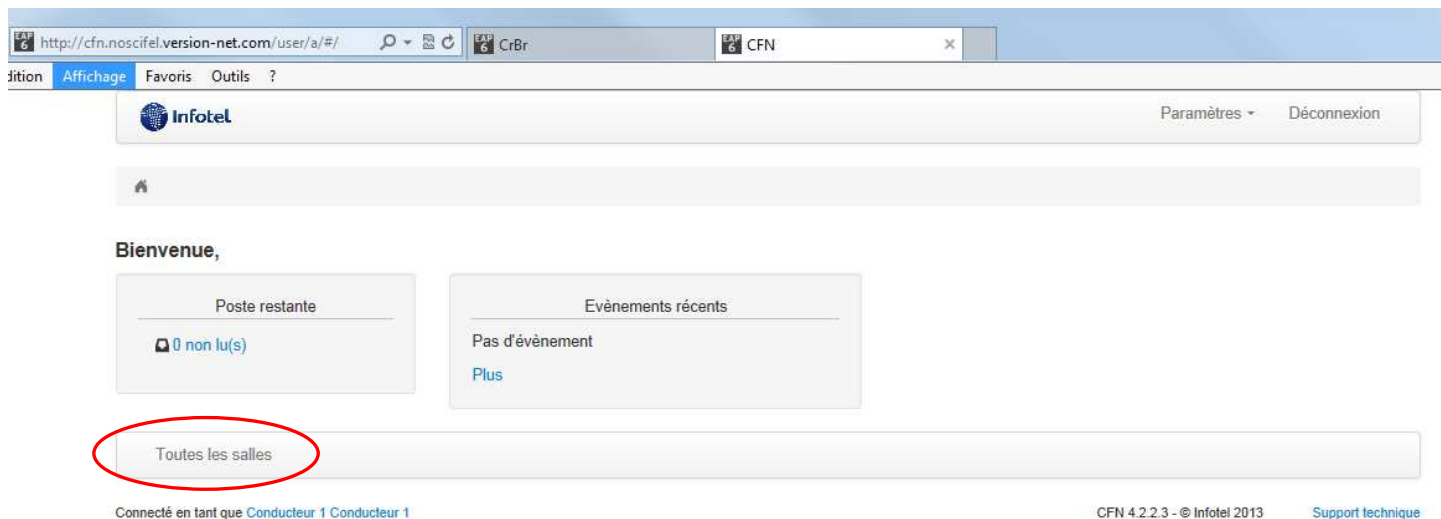 http://cfn.noscifel.version-net.com/user/a/#/ CrBr CFN
dition Affichage Favoris Outils ?
Infotel Paramètres Déconnexion
Bienvenue,
Poste restante Evènements récents
0 non lu(s) Pas d'évènement
Plus
Toutes les salles
Connecté en tant que Conducteur 1 Conducteur 1 CFN 4.2.2.3 - © Infotel 2013 Support technique